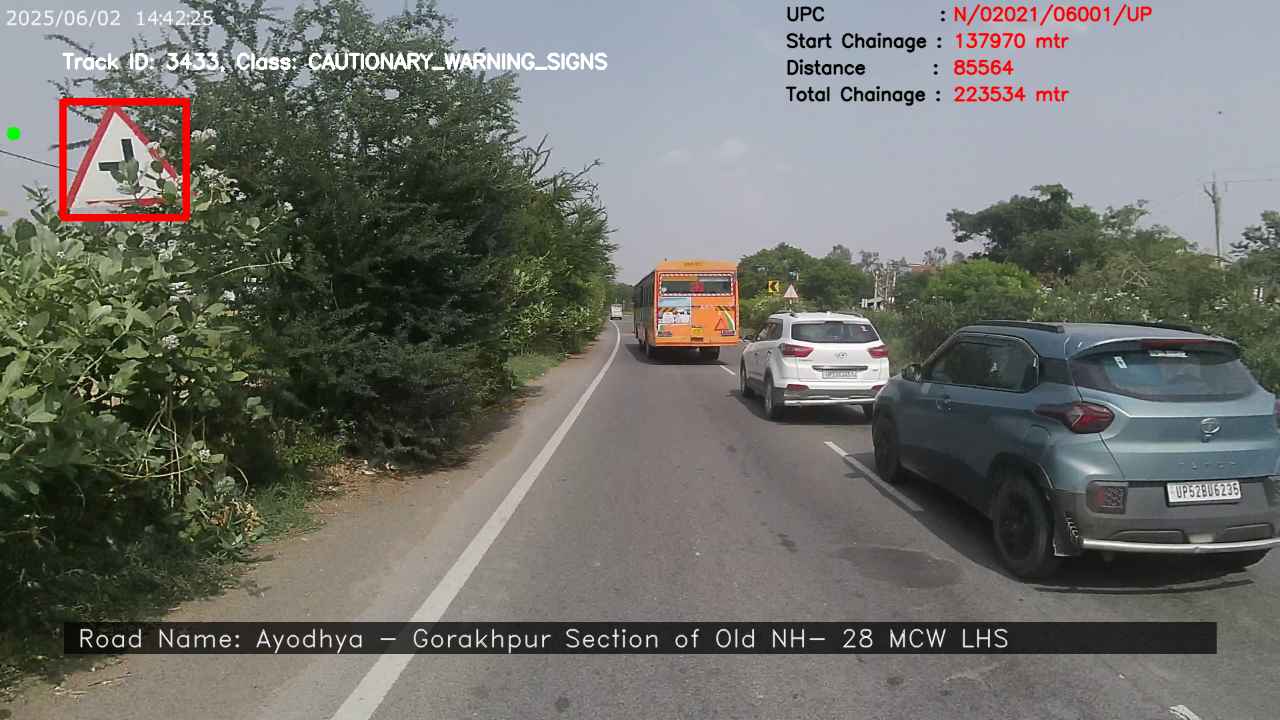 2025/06/02 14:42:25
UPC : N/02021/06001/UP
Start Chainage : 137970 mtr
Distance : 85564
Total Chainage : 223534 mtr
Track ID: 3433, Class: CAUTIONARY_WARNING_SIGNS
UP52BU6235
Road Name: Ayodhya - Gorakhpur Section of Old NH- 28 MCW LHS